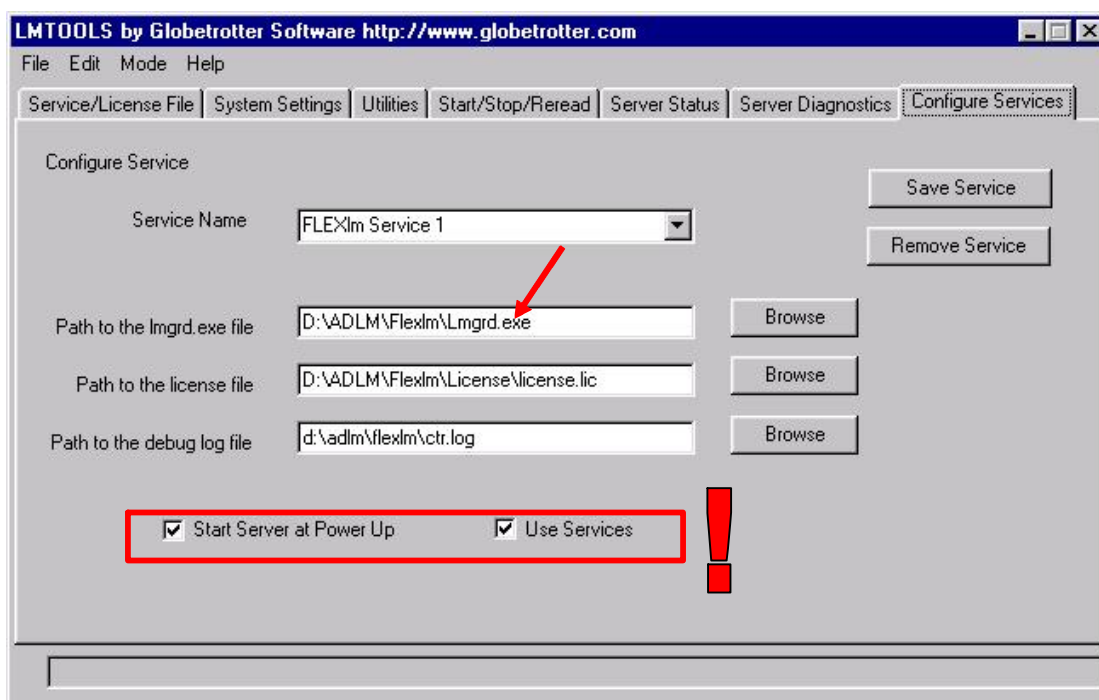 LMTOOLS by Globetrotter Software http://www.globetrotter.com
File Edit Mode Help
Service/License File System Settings Utilities Start/Stop/Reread Server Status Server Diagnostics Configure Services
Configure Service
Save Service
Service Name FLEXlm Service 1
Remove Service
Path to the lmgrd.exe file D:\ADLM\Flexlm\Lmgrd.exe Browse
Path to the license file D:\ADLM\Flexlm\License\license.lic Browse
Path to the debug log file d:\adlm\flexlm\ctr.log Browse
Start Server at Power Up Use Services
!